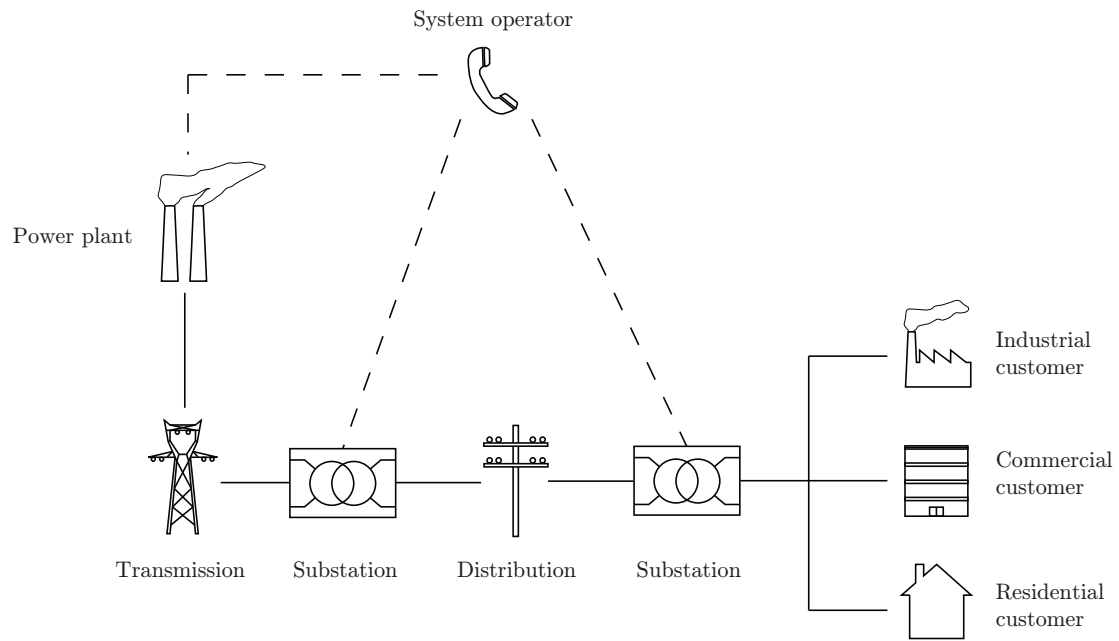 System operator
Power plant
Industrial
customer
Commercial
customer
Transmission
Substation
Distribution
Substation
Residential
customer